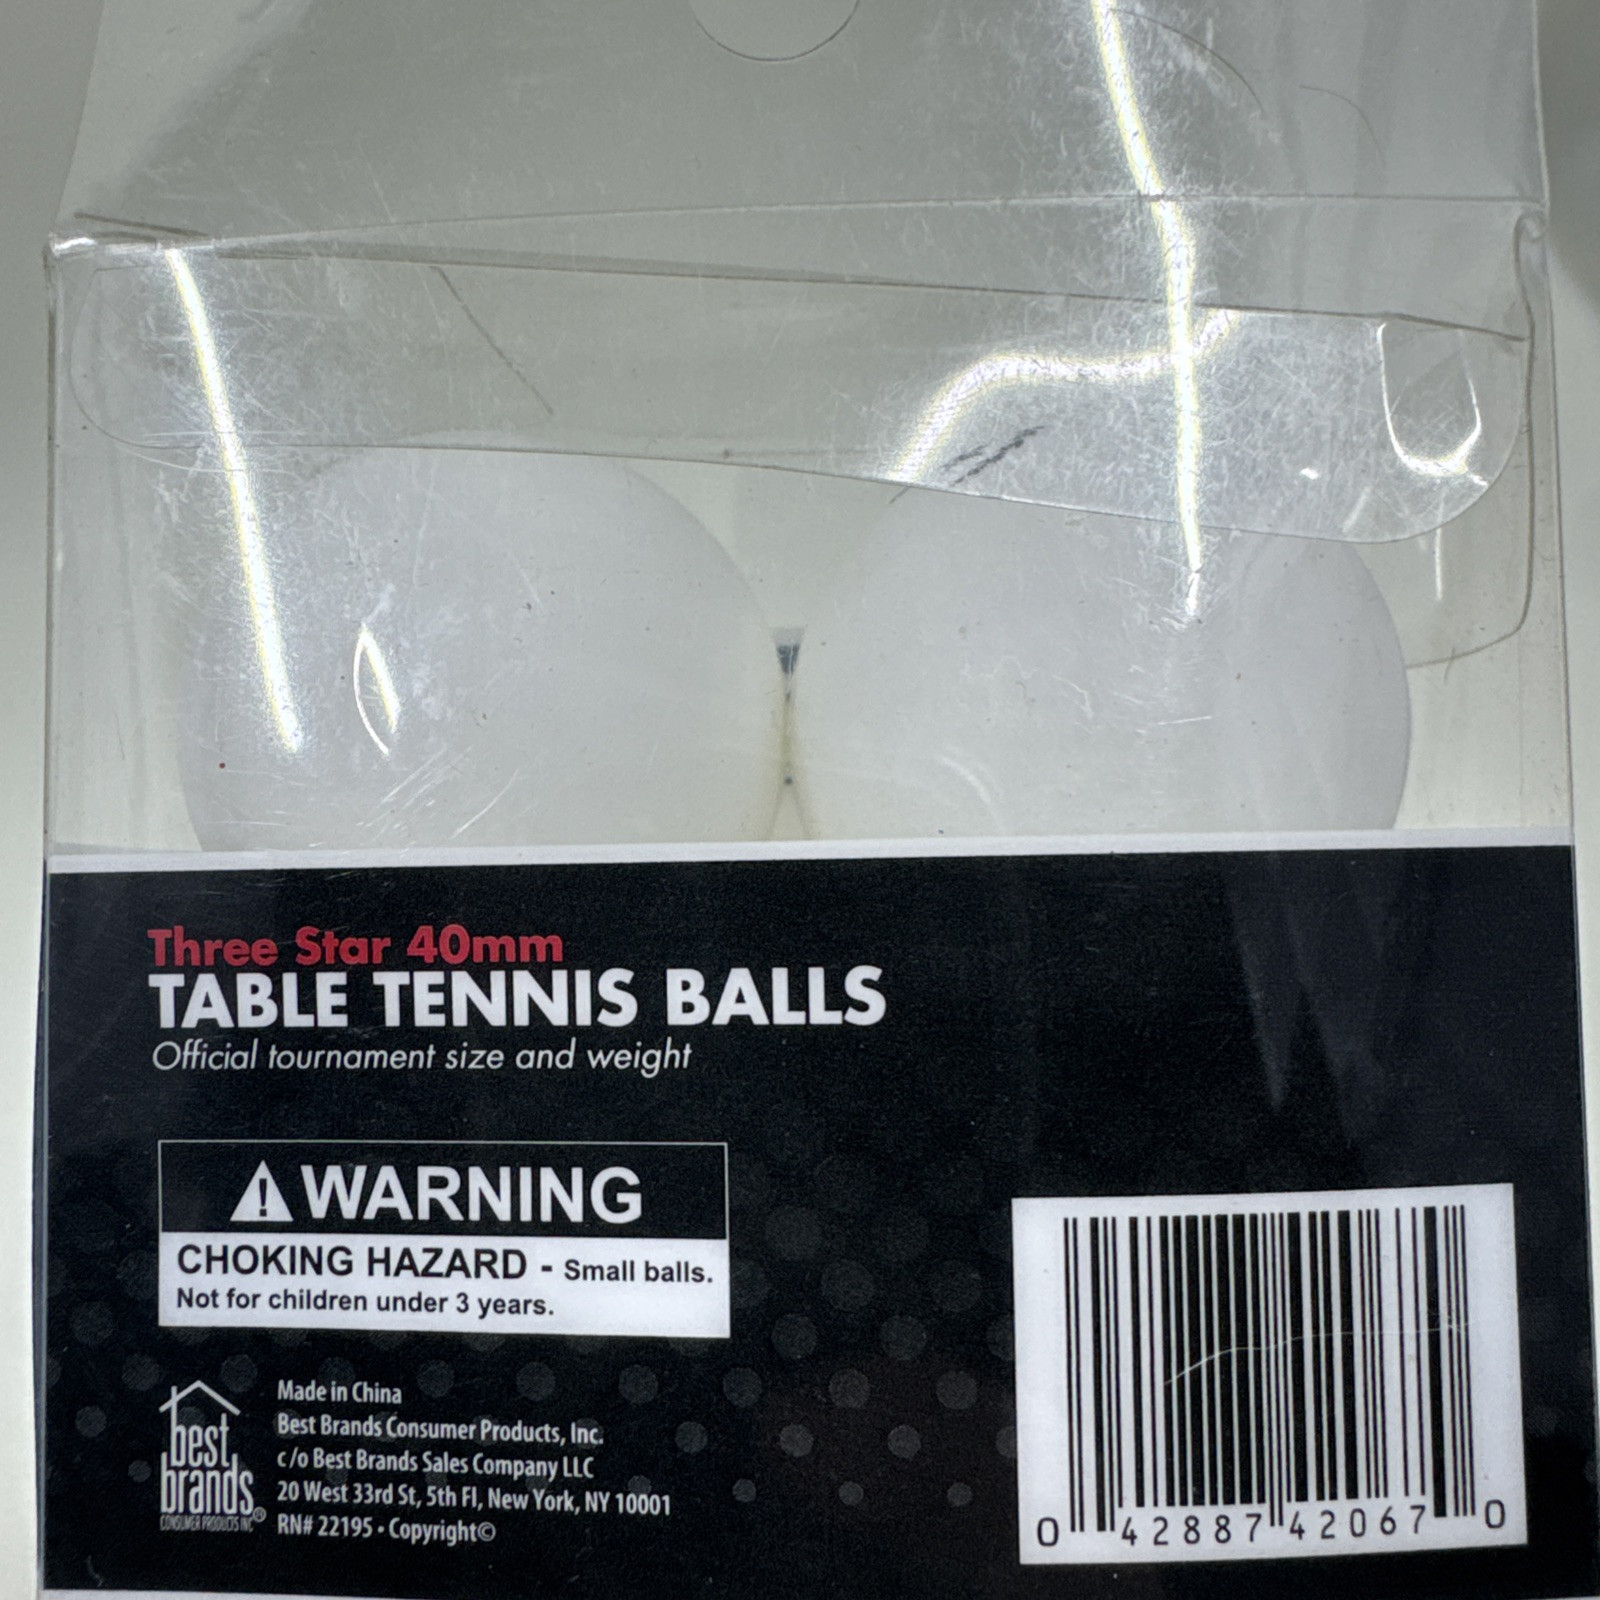 Three Star 40mm
TABLE TENNIS BALLS
Official tournament size and weight
WARNING
CHOKING HAZARD - Small balls.
Not for children under 3 years.
best
brands®
CONSUMER PRODUCTS INC
Made in China
Best Brands Consumer Products, Inc.
c/o Best Brands Sales Company LLC
20 West 33rd St, 5th Fl, New York, NY 10001
RN# 22195 • Copyright©
0 42887 42067 0